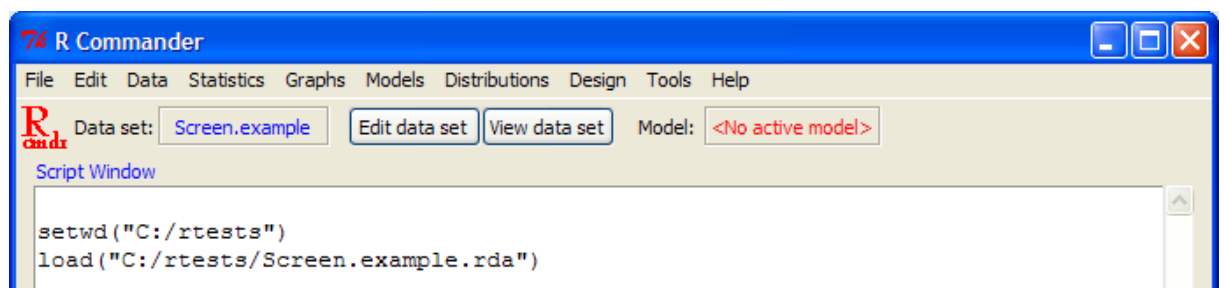 R Commander
File Edit Data Statistics Graphs Models Distributions Design Tools Help
R cmdr Data set: Screen.example Edit data set View data set Model: <No active model>
Script Window
setwd("C:/rtests")
load("C:/rtests/Screen.example.rda")